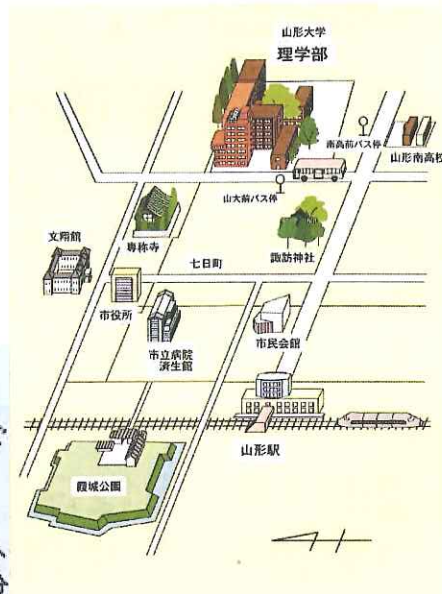 山形大学
理学部
南高前バス停
山形南高校
山大前バス停
専称寺
諏訪神社
文翔館
七日町
市役所
市立病院
済生館
市民会館
山形駅
霞城公園